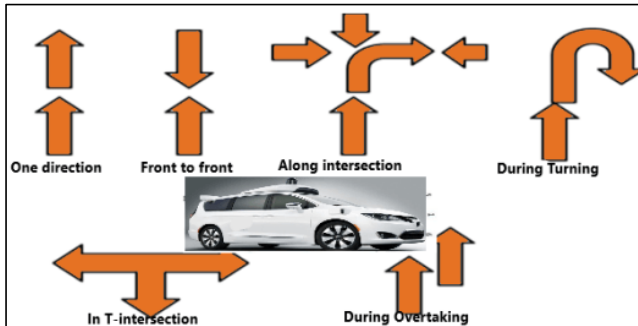 One direction
Front to front
Along intersection
During Turning
In T-intersection
During Overtaking